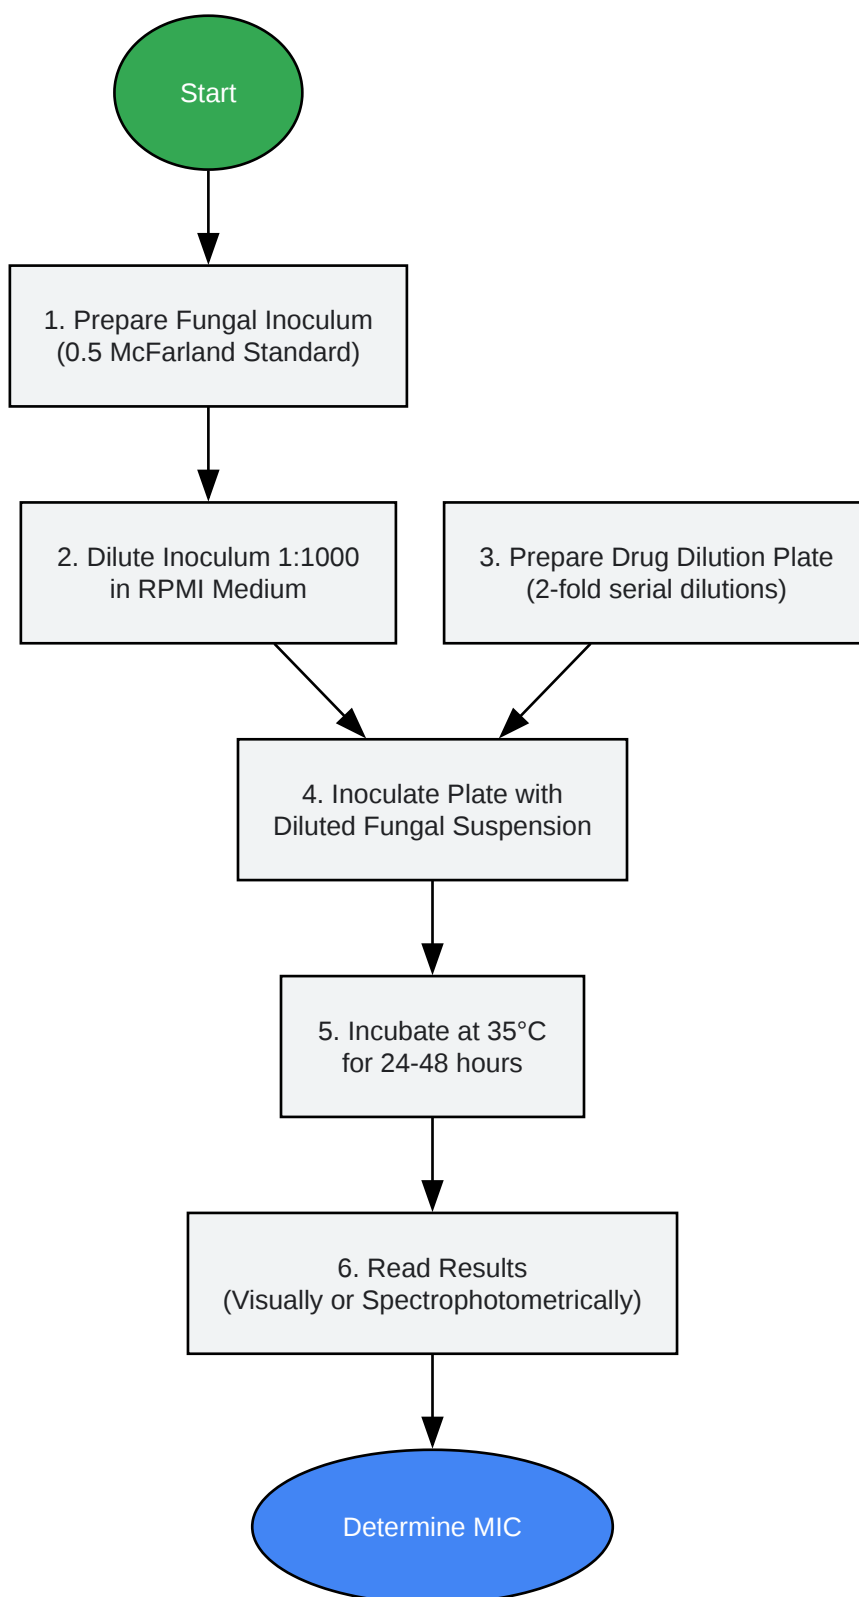 Start
1. Prepare Fungal Inoculum
(0.5 McFarland Standard)
2. Dilute Inoculum 1:1000
in RPMI Medium
3. Prepare Drug Dilution Plate
(2-fold serial dilutions)
4. Inoculate Plate with
Diluted Fungal Suspension
5. Incubate at 35°C
for 24-48 hours
6. Read Results
(Visually or Spectrophotometrically)
Determine MIC